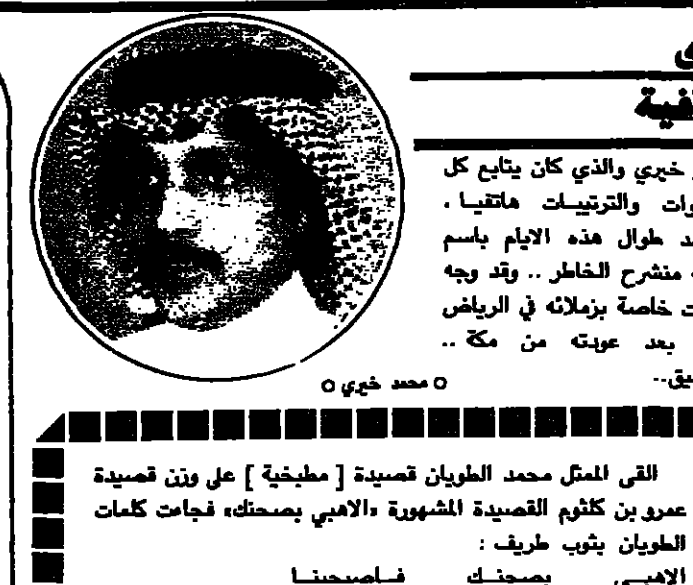 خيري والذي كان يتابع كل
والترتيبات هاتفيا ،
طوال هذه الايام باسم
منشرح الخاطر .. وقد وجه
خاصة بزملائه في الرياض
بعد عودته من مكة ..
محمد خيري
القى الممثل محمد الطويان قصيدة [ مطبخية ] على وزن قصيدة
عمرو بن كلثوم القصيدة المشهورة «الاهبي بصحنك» فجاءت كلمات
الطويان بثوب طريف :
الاهبي بصحنك فاصبحينا